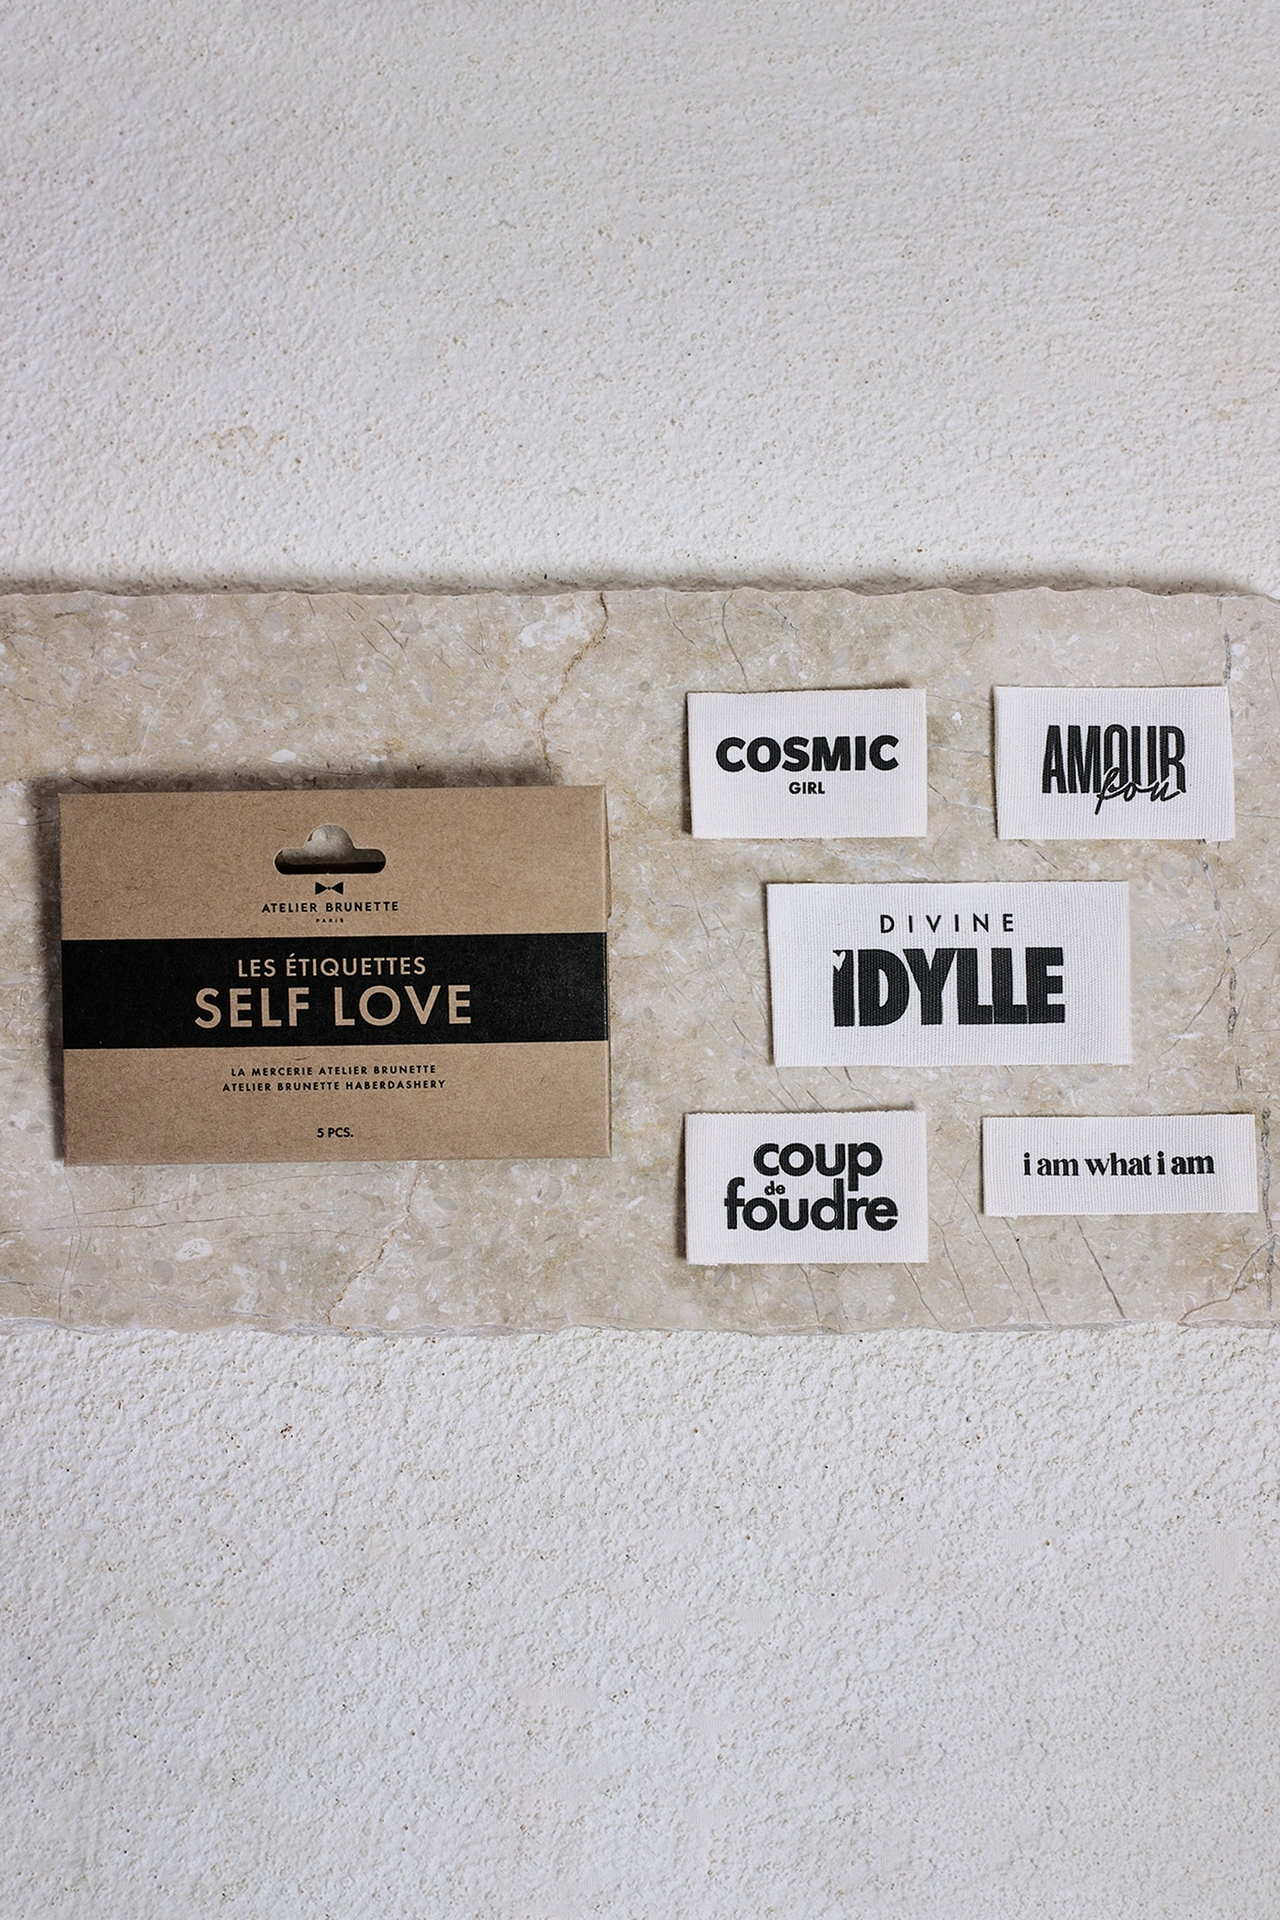 ATELIER BRUNETTE
PARIS
LES ÉTIQUETTES
SELF LOVE
LA MERCERIE ATELIER BRUNETTE
ATELIER BRUNETTE HABERDASHERY
5 PCS.
COSMIC
GIRL
AMOUR
fou
DIVINE
IDYLLE
coup
de
foudre
i am what i am